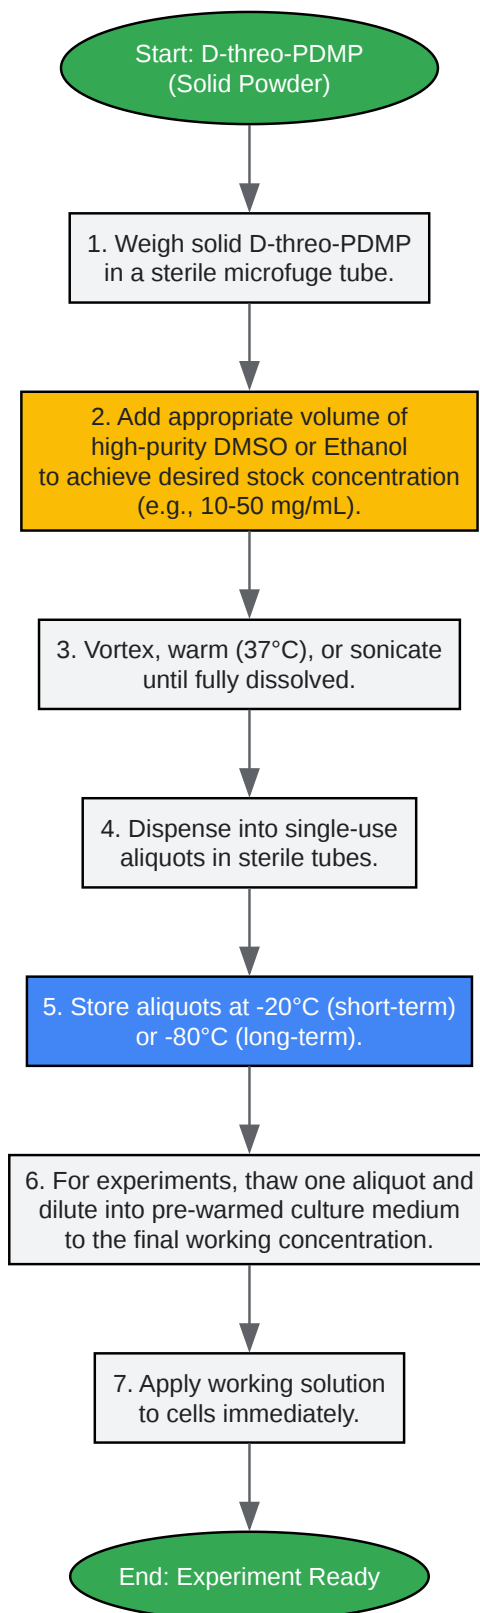 Start: D-threo-PDMP
(Solid Powder)
1. Weigh solid D-threo-PDMP
in a sterile microfuge tube.
2. Add appropriate volume of
high-purity DMSO or Ethanol
to achieve desired stock concentration
(e.g., 10-50 mg/mL).
3. Vortex, warm (37°C), or sonicate
until fully dissolved.
4. Dispense into single-use
aliquots in sterile tubes.
5. Store aliquots at -20°C (short-term)
or -80°C (long-term).
6. For experiments, thaw one aliquot and
dilute into pre-warmed culture medium
to the final working concentration.
7. Apply working solution
to cells immediately.
End: Experiment Ready